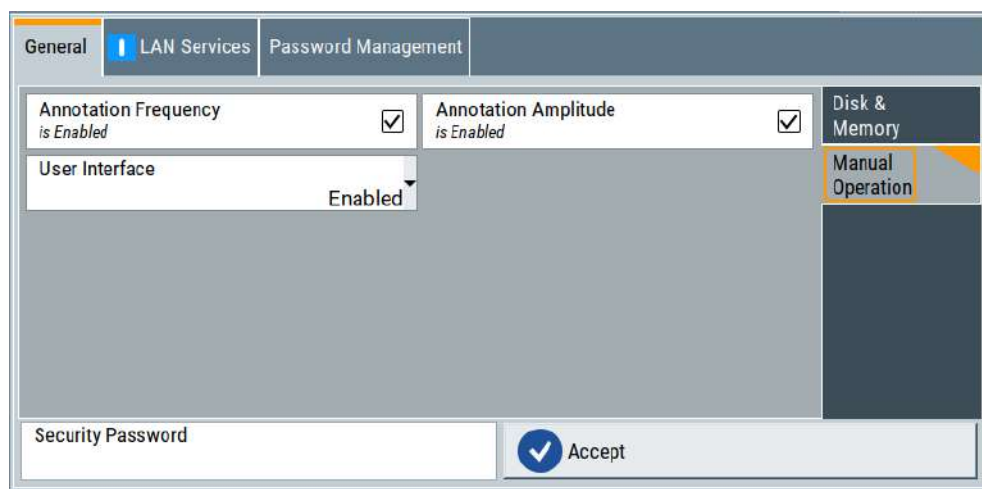 General
LAN Services
Password Management
Annotation Frequency
is Enabled
Annotation Amplitude
is Enabled
User Interface
Enabled
Disk &
Memory
Manual
Operation
Security Password
Accept